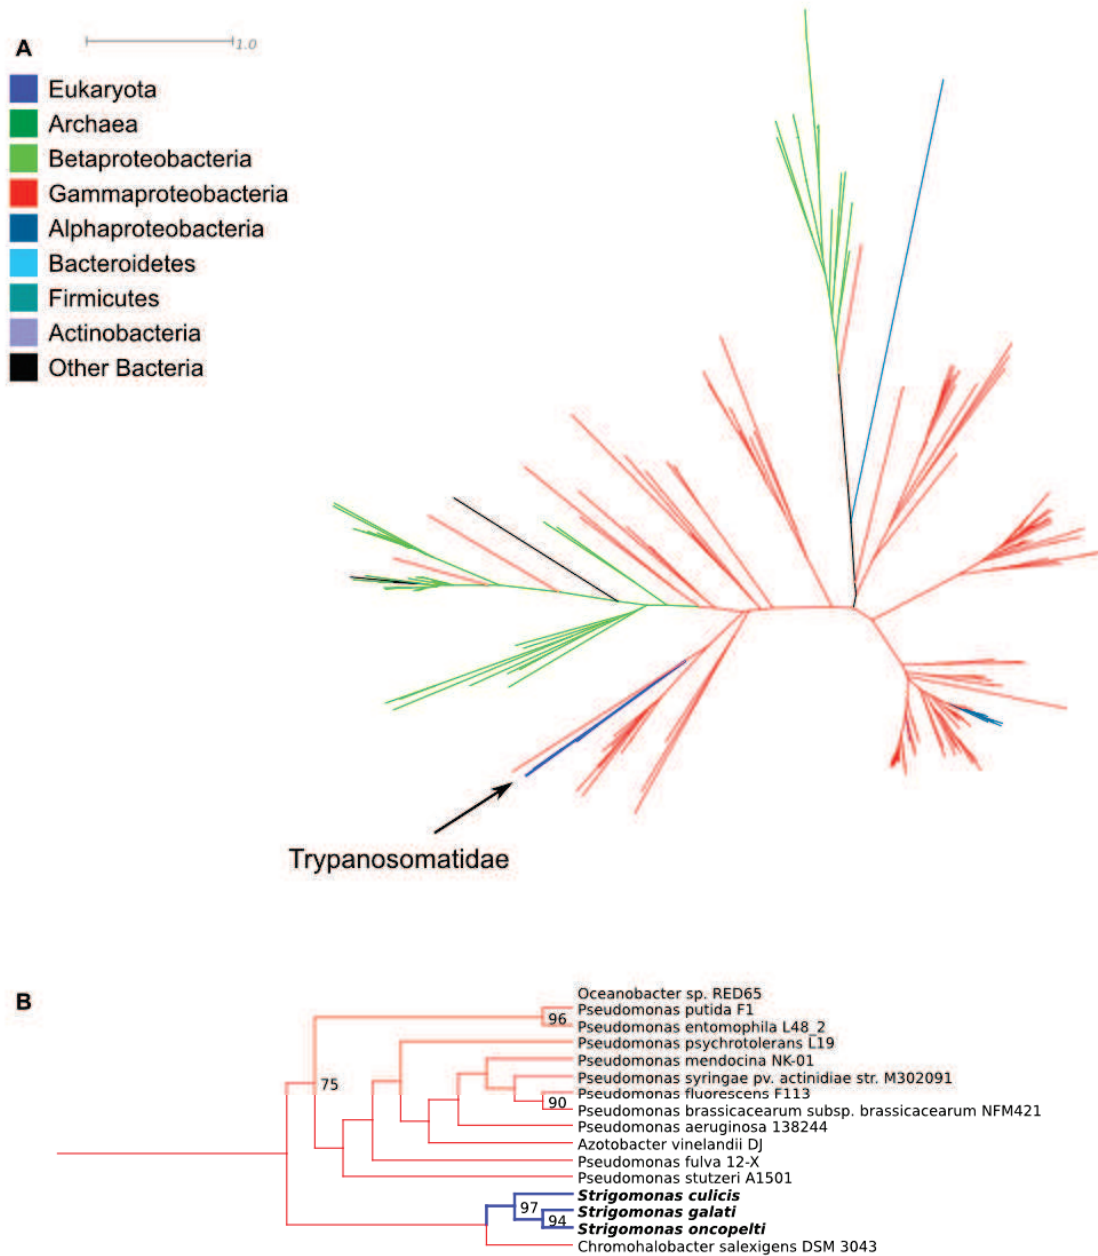 A
1.0
Eukaryota
Archaea
Betaproteobacteria
Gammaproteobacteria
Alphaproteobacteria
Bacteroidetes
Firmicutes
Actinobacteria
Other Bacteria
Trypanosomatidae
B
Oceanobacter sp. RED65
Pseudomonas putida F1
96
Pseudomonas entomophila L48_2
Pseudomonas psychrotolerans L19
Pseudomonas mendocina NK-01
75
Pseudomonas syringae pv. actinidiae str. M302091
Pseudomonas fluorescens F113
90
Pseudomonas brassicacearum subsp. brassicacearum NFM421
Pseudomonas aeruginosa 138244
Azotobacter vinelandii DJ
Pseudomonas fulva 12-X
Pseudomonas stutzeri A1501
Strigomonas culicis
97
Strigomonas galati
94
Strigomonas oncopelti
Chromohalobacter salexigens DSM 3043